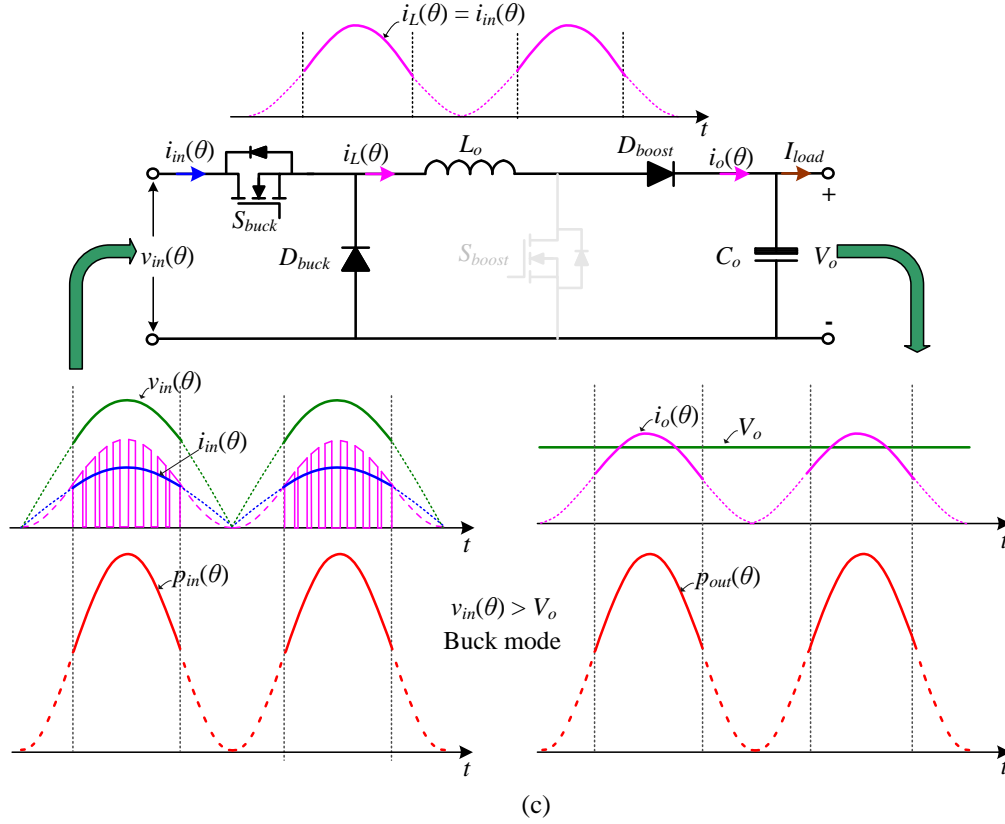 i_L(θ) = i_in(θ)
t
i_in(θ)
i_L(θ)
L_o
D_boost
i_o(θ)
I_load
+
S_buck
v_in(θ)
D_buck
S_boost
C_o
V_o
-
v_in(θ)
i_in(θ)
t
i_o(θ)
V_o
t
p_in(θ)
t
v_in(θ) > V_o
Buck mode
p_out(θ)
t
(c)